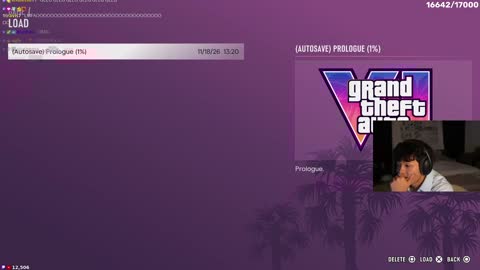 16642/17000
LOAD
(Autosave) Prologue (1%) 11/18/26 13:20
(AUTOSAVE) PROLOGUE (1%)
VI
grand
theft
auto
Prologue.
DELETE LOAD BACK
12,506